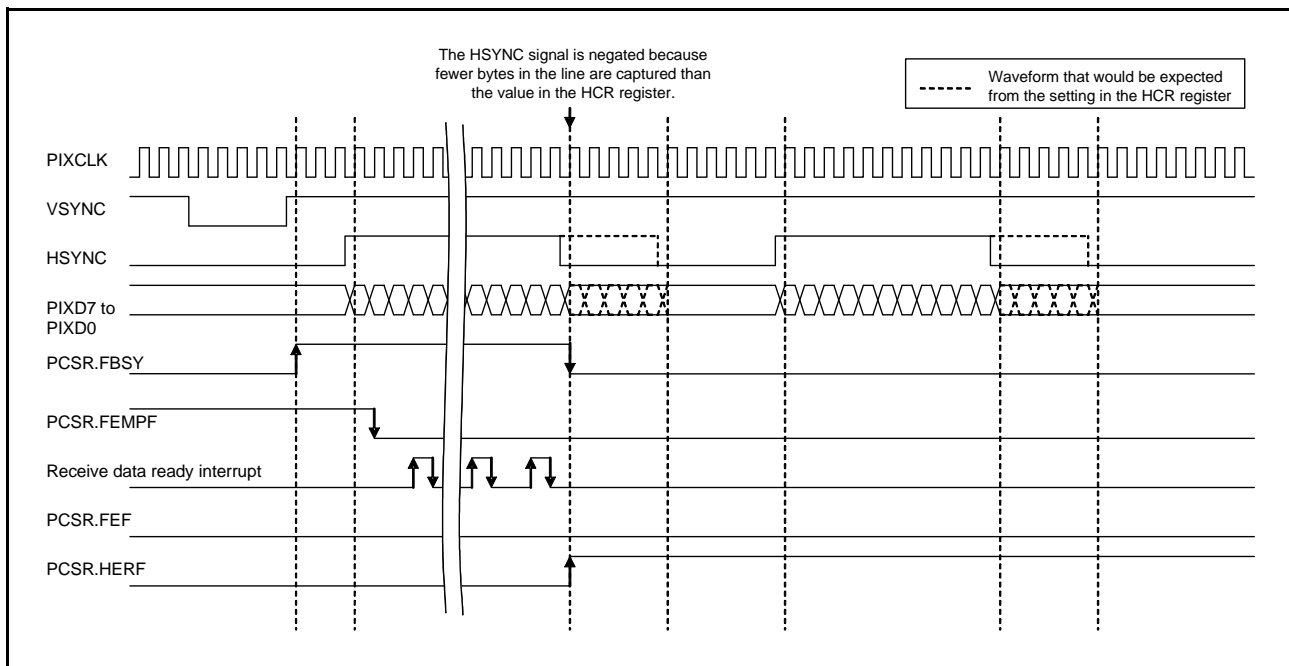 The HSYNC signal is negated because
fewer bytes in the line are captured than
the value in the HCR register.
Waveform that would be expected
from the setting in the HCR register
PIXCLK
VSYNC
HSYNC
PIXD7 to
PIXD0
PCSR.FBSY
PCSR.FEMPF
Receive data ready interrupt
PCSR.FEF
PCSR.HERF